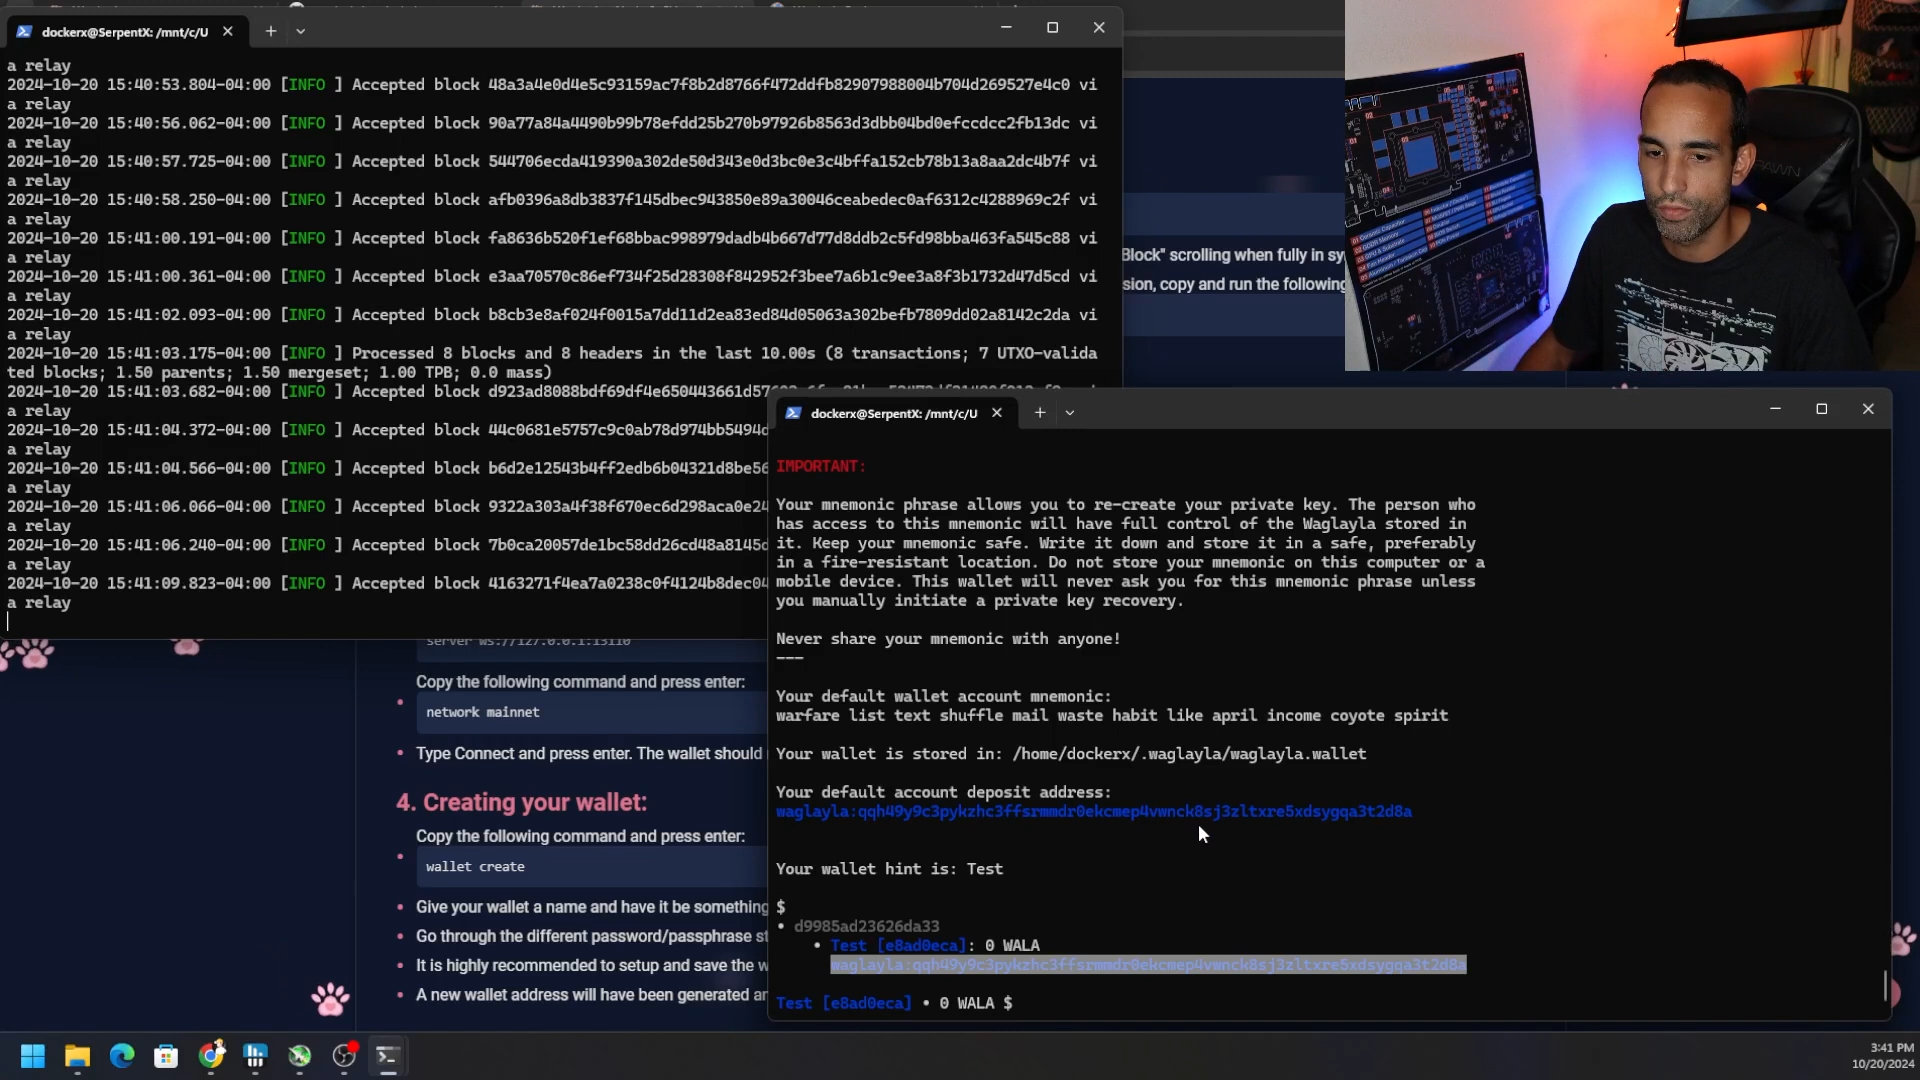 dockerx@SerpentX: /mnt/c/U
a relay
2024-10-20 15:40:53.804-04:00 [INFO ] Accepted block 48a3a4e0d4e5c93159ac7f8b2d8766f472ddfb82907988004b704d269527e4c0 vi
a relay
2024-10-20 15:40:56.062-04:00 [INFO ] Accepted block 90a77a84a4490b99b78efdd25b270b97926b8563d3dbb04bd0efccdcc2fb13dc vi
a relay
2024-10-20 15:40:57.725-04:00 [INFO ] Accepted block 544706ecda419390a302de50d343e0d3bc0e3c4bffa152cb78b13a8aa2dc4b7f vi
a relay
2024-10-20 15:40:58.250-04:00 [INFO ] Accepted block afb0396a8db3837f145dbec943850e89a30046ceabedec0af6312c4288969c2f vi
a relay
2024-10-20 15:41:00.191-04:00 [INFO ] Accepted block fa8636b520f1ef68bbac998979dadb4b667d77d8ddb2c5fd98bba463fa545c88 vi
a relay
2024-10-20 15:41:00.361-04:00 [INFO ] Accepted block e3aa70570c86ef734f25d28308f842952f3bee7a6b1c9ee3a8f3b1732d47d5cd vi
a relay
2024-10-20 15:41:02.093-04:00 [INFO ] Accepted block b8cb3e8af024f0015a7dd11d2ea83ed84d05063a302befb7809dd02a8142c2da vi
a relay
2024-10-20 15:41:03.175-04:00 [INFO ] Processed 8 blocks and 8 headers in the last 10.00s (8 transactions; 7 UTXO-valida
ted blocks; 1.50 parents; 1.50 mergeset; 1.00 TPB; 0.0 mass)
2024-10-20 15:41:03.682-04:00 [INFO ] Accepted block
a relay
2024-10-20 15:41:04.372-04:00 [INFO ] Accepted block 44c0681e5757c9c0ab78d974bb5494d
a relay
2024-10-20 15:41:04.566-04:00 [INFO ] Accepted block b6d2e12543b4ff2edb6b04321d8be56
a relay
2024-10-20 15:41:06.066-04:00 [INFO ] Accepted block 9322a303a4f38f670ec6d298aca0e24
a relay
2024-10-20 15:41:06.240-04:00 [INFO ] Accepted block 7b0ca20057de1bc58dd26cd48a8145d
a relay
2024-10-20 15:41:09.823-04:00 [INFO ] Accepted block 4163271f4ea7a0238c0f4124b8dec04
a relay
Block" scrolling when fully in sy
sion, copy and run the following
server ws://127.0.0.1:13110
Copy the following command and press enter:
network mainnet
Type Connect and press enter. The wallet should
4. Creating your wallet:
Copy the following command and press enter:
wallet create
Give your wallet a name and have it be something
Go through the different password/passphrase st
It is highly recommended to setup and save the w
A new wallet address will have been generated an
dockerx@SerpentX: /mnt/c/U
IMPORTANT:
Your mnemonic phrase allows you to re-create your private key. The person who
has access to this mnemonic will have full control of the Waglayla stored in
it. Keep your mnemonic safe. Write it down and store it in a safe, preferably
in a fire-resistant location. Do not store your mnemonic on this computer or a
mobile device. This wallet will never ask you for this mnemonic phrase unless
you manually initiate a private key recovery.
Never share your mnemonic with anyone!
---
Your default wallet account mnemonic:
warfare list text shuffle mail waste habit like april income coyote spirit
Your wallet is stored in: /home/dockerx/.waglayla/waglayla.wallet
Your default account deposit address:
waglayla:qqh49y9c3pykzhc3ffsrmmdr0ekcmep4vwnck8sj3zltxre5xdsygqa3t2d8a
Your wallet hint is: Test
$
• d9985ad23626da33
• Test [e8ad0eca]: 0 WALA
waglayla:qqh49y9c3pykzhc3ffsrmmdr0ekcmep4vwnck8sj3zltxre5xdsygqa3t2d8a
Test [e8ad0eca] • 0 WALA $
3:41 PM
10/20/2024